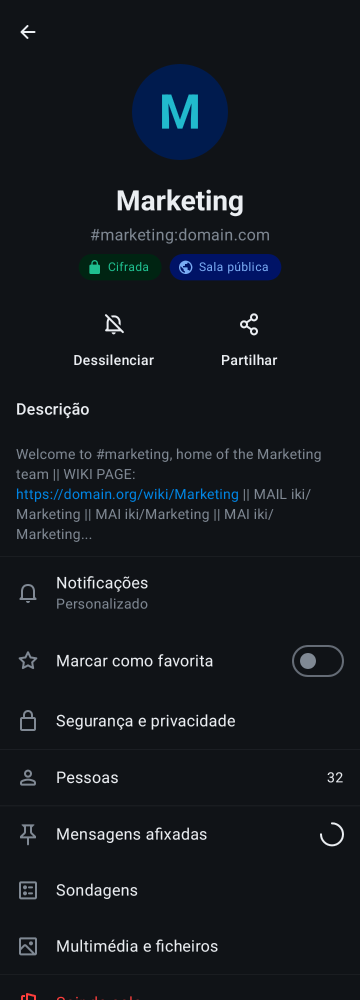 M
Marketing
#marketing:domain.com
Cifrada
Sala pública
Dessilenciar
Partilhar
Descrição
Welcome to #marketing, home of the Marketing
team || WIKI PAGE:
https://domain.org/wiki/Marketing || MAIL iki/
Marketing || MAI iki/Marketing || MAI iki/
Marketing...
Notificações
Personalizado
Marcar como favorita
Segurança e privacidade
Pessoas
32
Mensagens afixadas
Sondagens
Multimédia e ficheiros